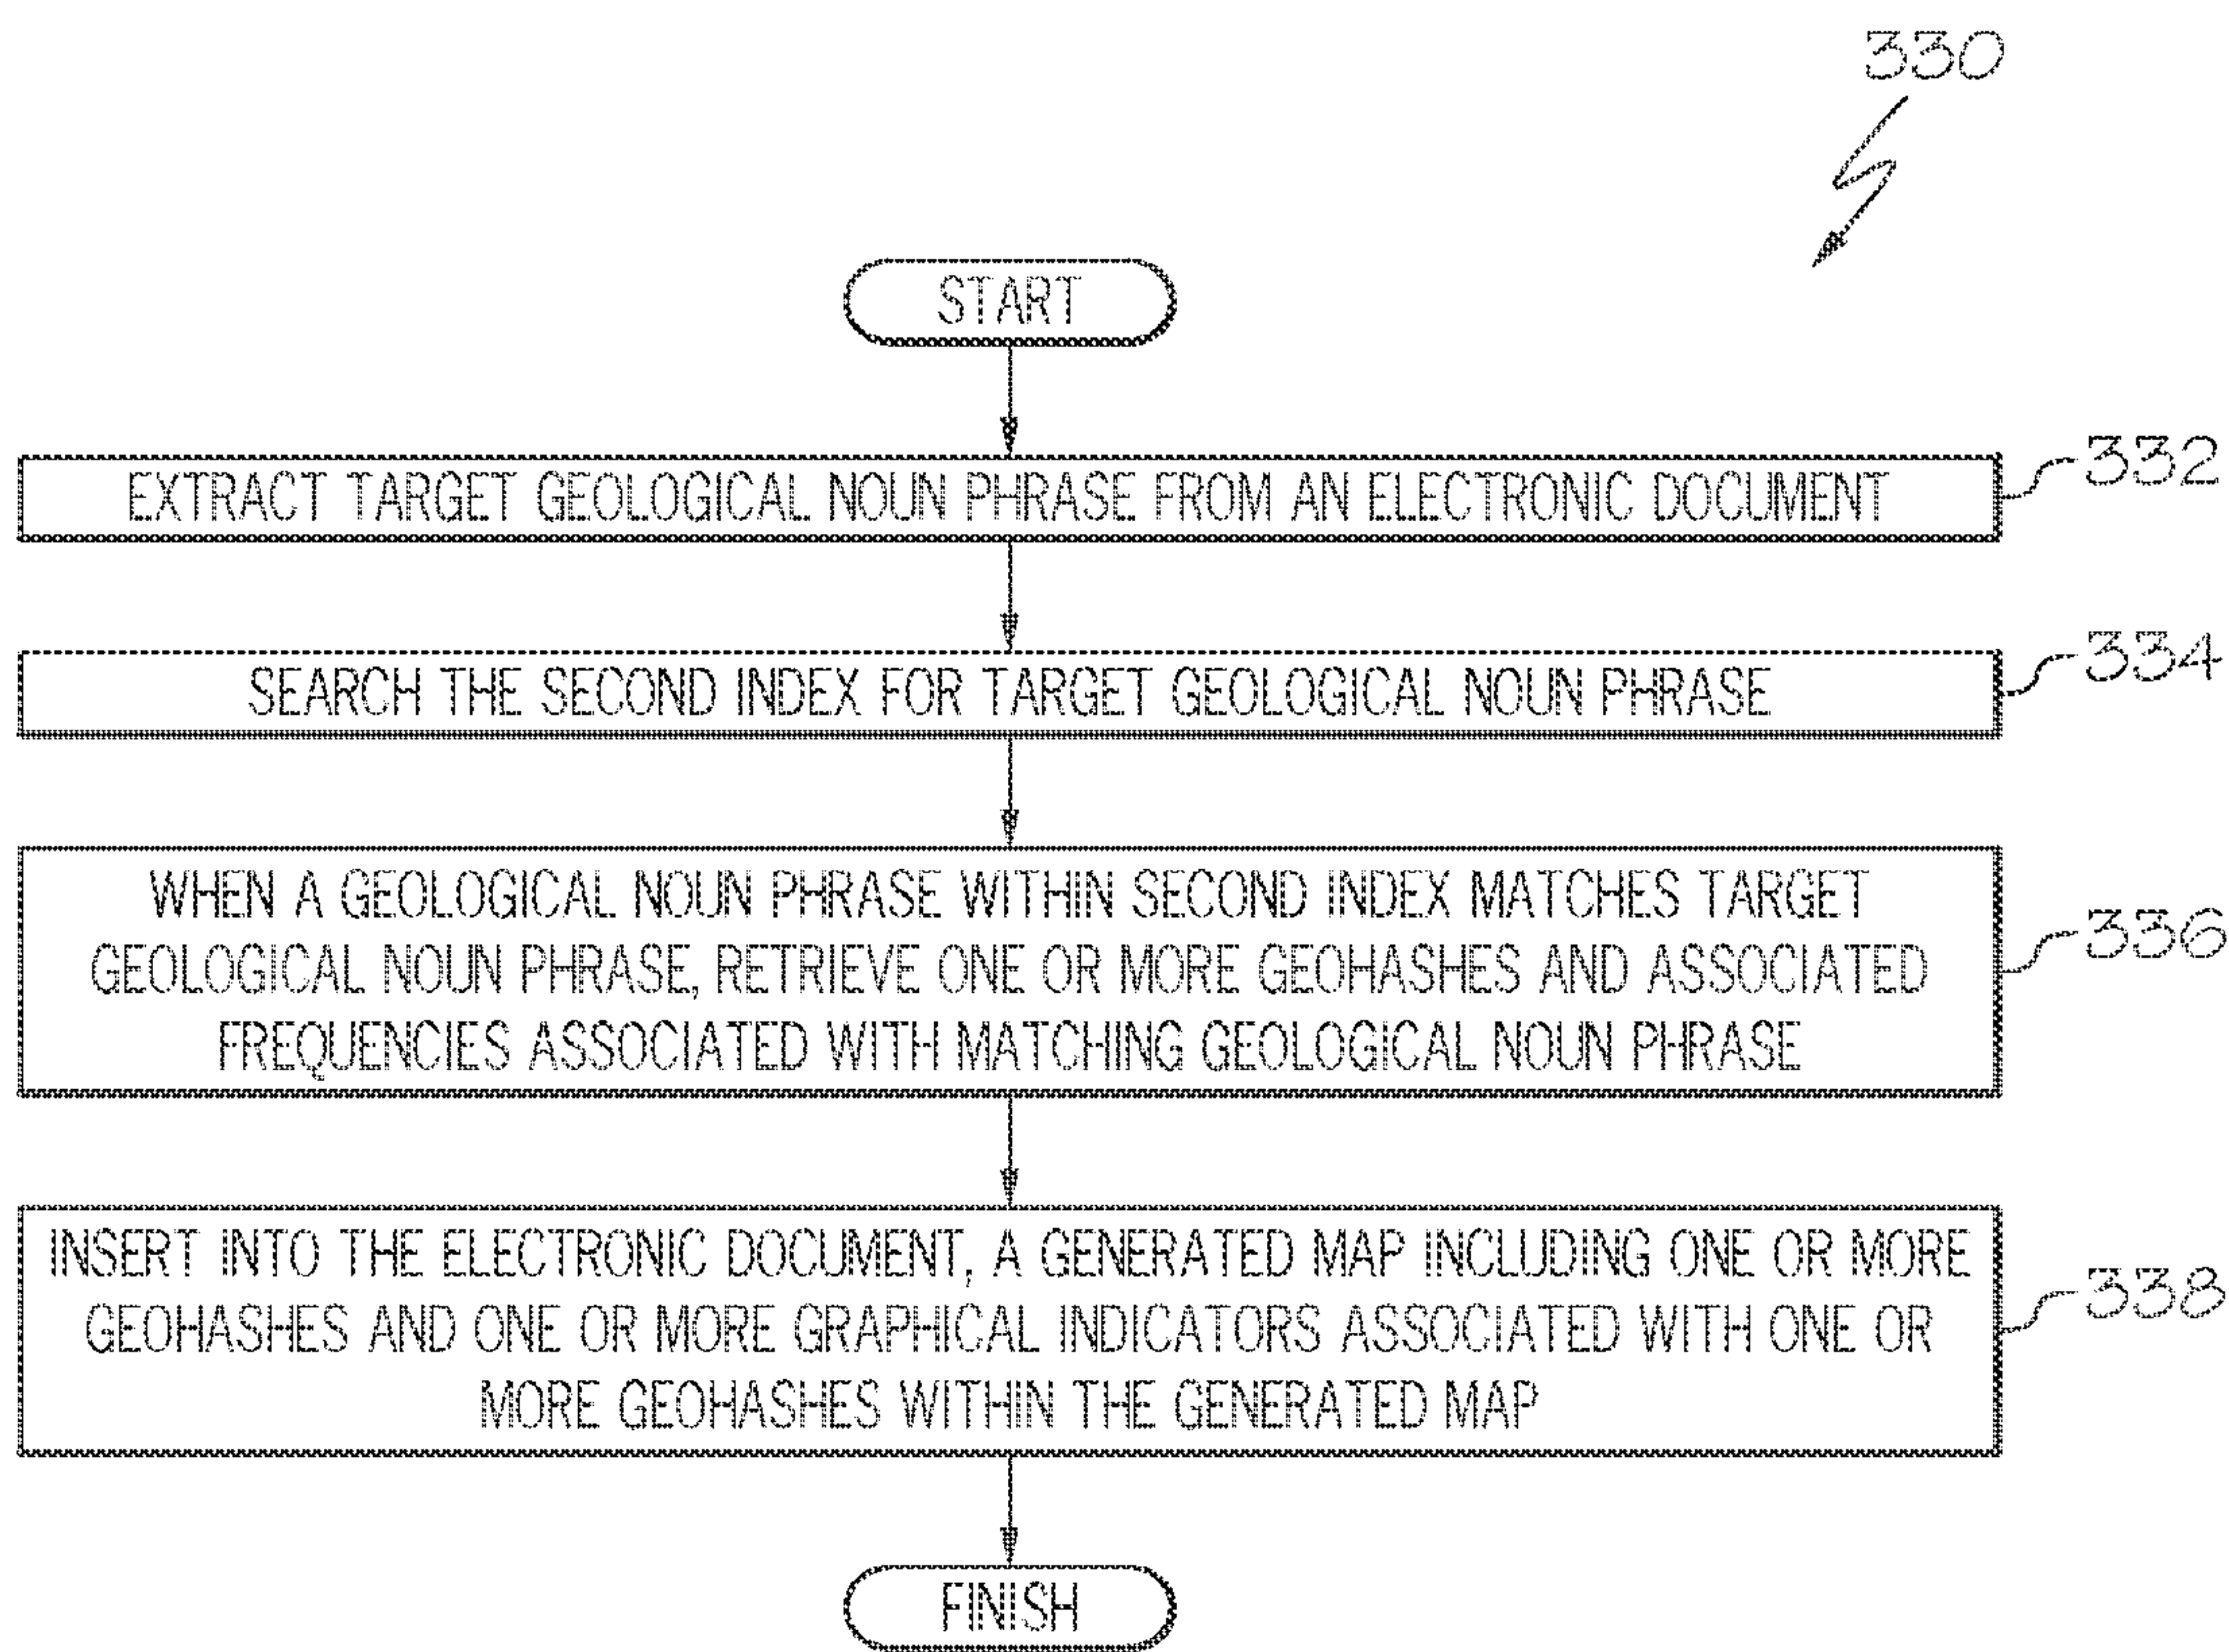 330
START
EXTRACT TARGET GEOLOGICAL NOUN PHRASE FROM AN ELECTRONIC DOCUMENT
332
SEARCH THE SECOND INDEX FOR TARGET GEOLOGICAL NOUN PHRASE
334
WHEN A GEOLOGICAL NOUN PHRASE WITHIN SECOND INDEX MATCHES TARGET
GEOLOGICAL NOUN PHRASE, RETRIEVE ONE OR MORE GEOHASHES AND ASSOCIATED
FREQUENCIES ASSOCIATED WITH MATCHING GEOLOGICAL NOUN PHRASE
336
INSERT INTO THE ELECTRONIC DOCUMENT, A GENERATED MAP INCLUDING ONE OR MORE
GEOHASHES AND ONE OR MORE GRAPHICAL INDICATORS ASSOCIATED WITH ONE OR
MORE GEOHASHES WITHIN THE GENERATED MAP
338
FINISH